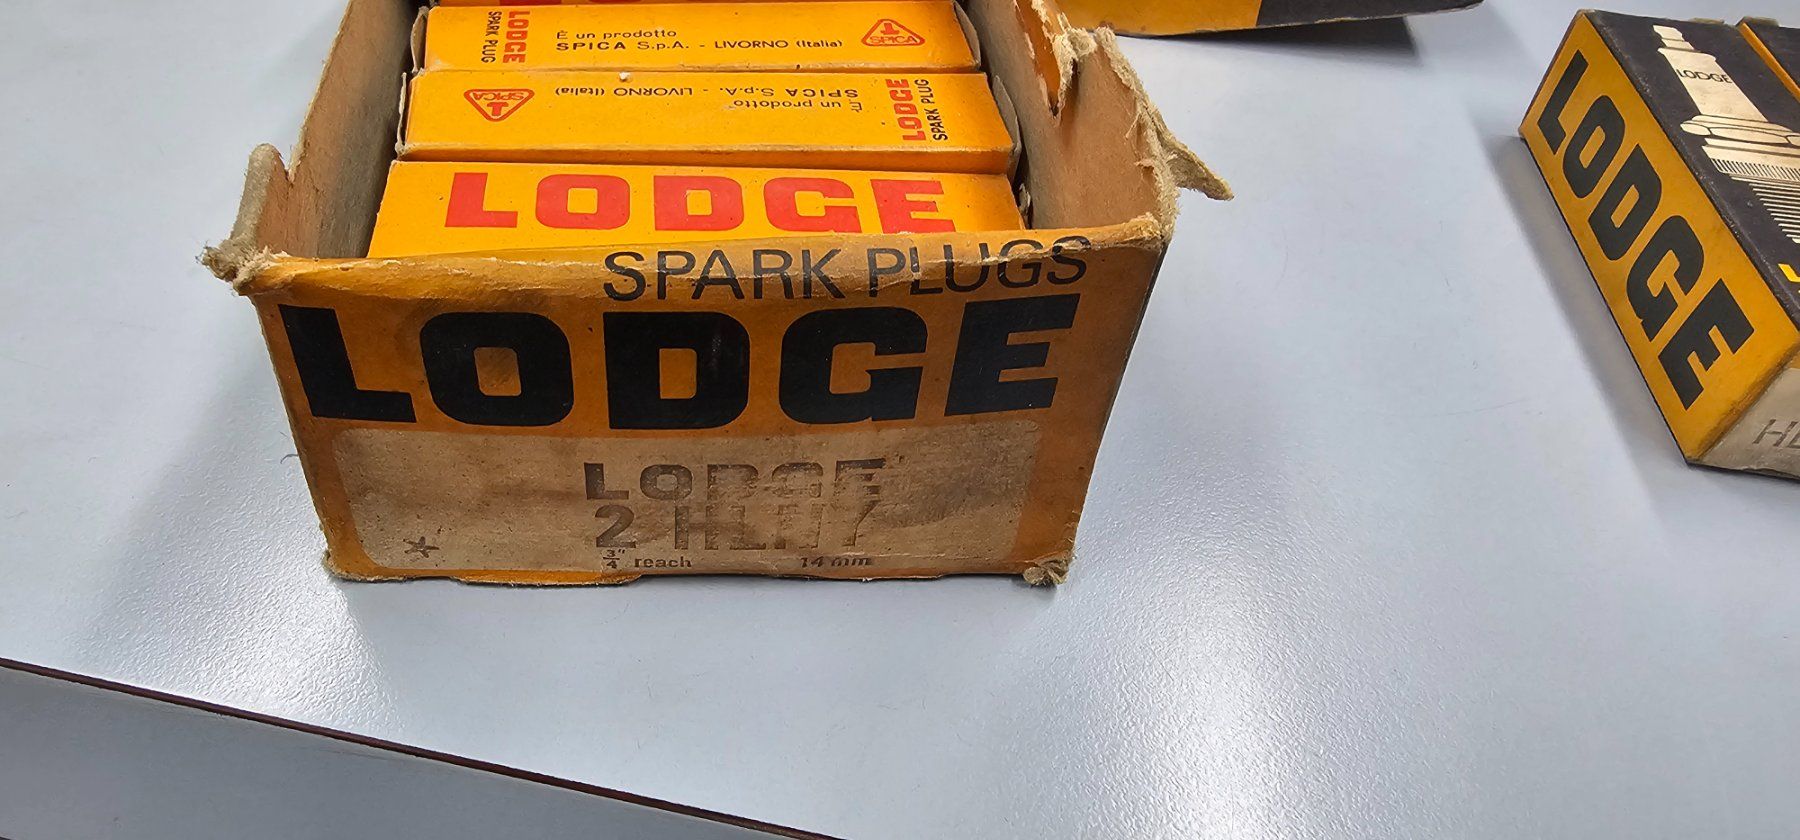 LODGE
SPARK PLUG
È un prodotto
SPICA S.p.A. - LIVORNO (Italia)
SPICA
LODGE
SPARK PLUG
È un prodotto
SPICA S.p.A. - LIVORNO (Italia)
SPICA
LODGE
SPARK PLUGS
LODGE
LODGE
2 HLNY
3/4" reach 14 mm
LODGE
LODGE